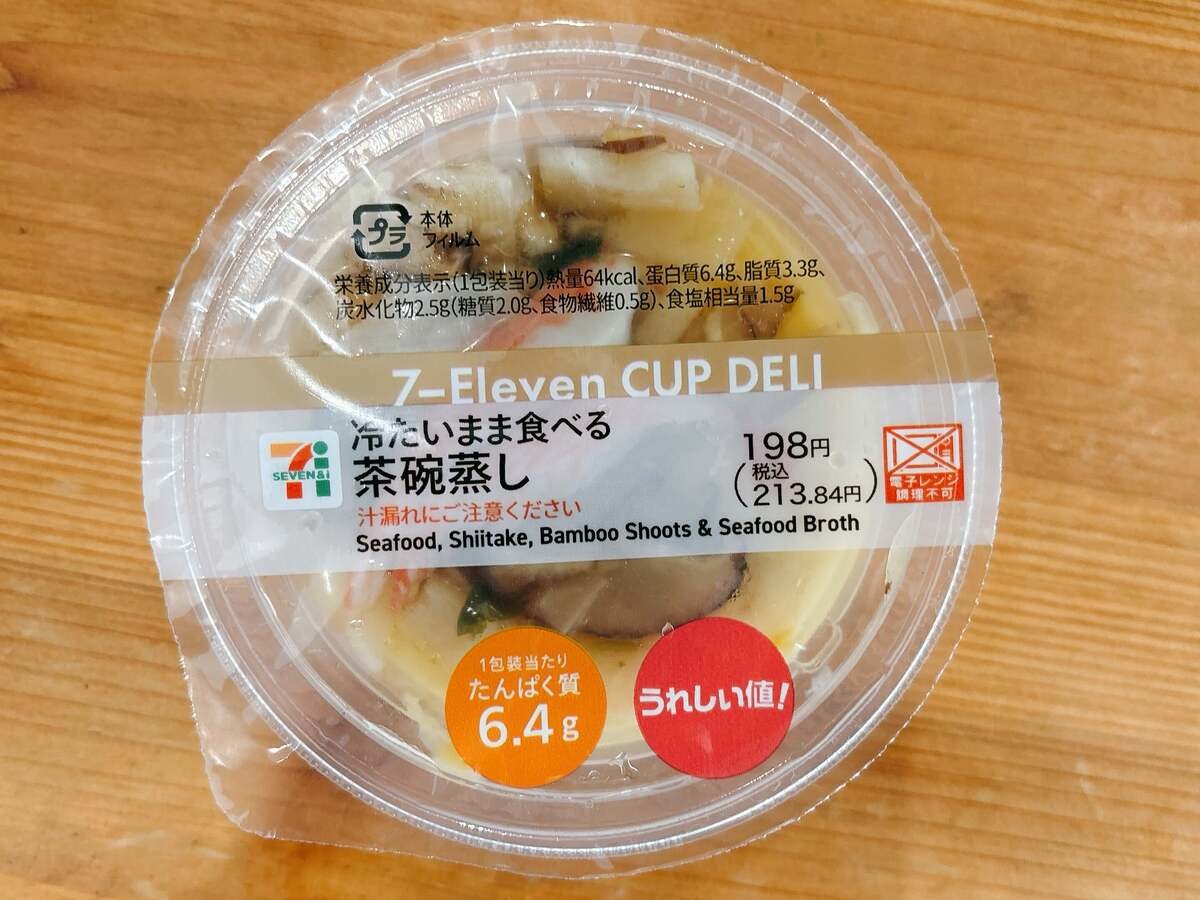 プラ
本体
フィルム
栄養成分表示(1包装当り)熱量64kcal、蛋白質6.4g、脂質3.3g、
炭水化物2.5g(糖質2.0g、食物繊維0.5g)、食塩相当量1.5g
7-Eleven CUP DELI
SEVEN&i
冷たいまま食べる
茶碗蒸し
汁漏れにご注意ください
Seafood, Shiitake, Bamboo Shoots & Seafood Broth
198円
(税込
213.84円)
電子レンジ
調理不可
1包装当たり
たんぱく質
6.4g
うれしい値!